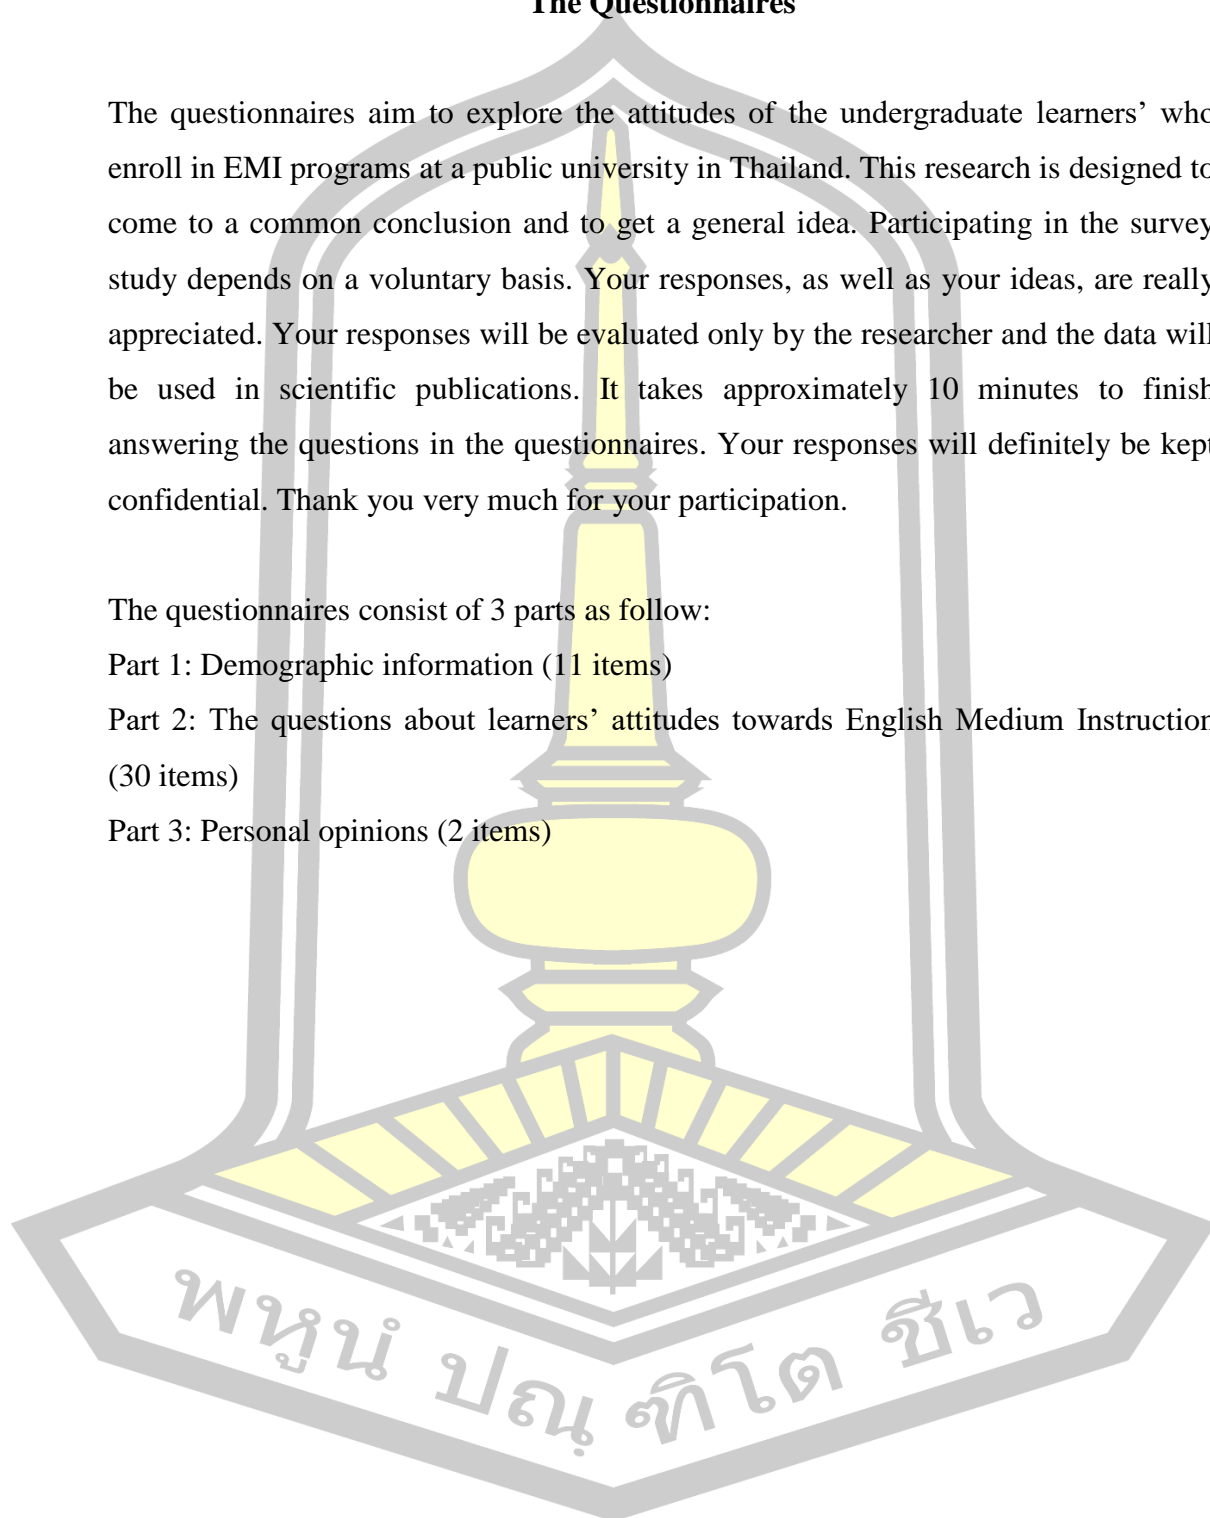 The Questionnaires
The questionnaires aim to explore the attitudes of the undergraduate learners’ who
enroll in EMI programs at a public university in Thailand. This research is designed to
come to a common conclusion and to get a general idea. Participating in the survey
study depends on a voluntary basis. Your responses, as well as your ideas, are really
appreciated. Your responses will be evaluated only by the researcher and the data will
be used in scientific publications. It takes approximately 10 minutes to finish
answering the questions in the questionnaires. Your responses will definitely be kept
confidential. Thank you very much for your participation.
The questionnaires consist of 3 parts as follow:
Part 1: Demographic information (11 items)
Part 2: The questions about learners’ attitudes towards English Medium Instruction
(30 items)
Part 3: Personal opinions (2 items)
พหูนํ ปณฺฑิโต ชีเว